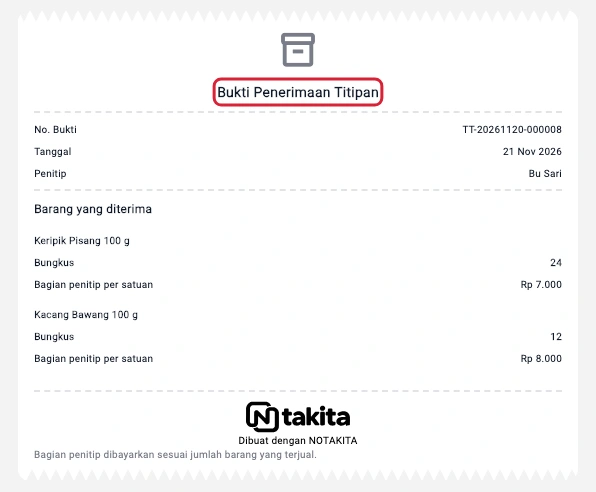 Bukti Penerimaan Titipan
No. Bukti TT-20261120-000008
Tanggal 21 Nov 2026
Penitip Bu Sari
Barang yang diterima
Keripik Pisang 100 g
Bungkus 24
Bagian penitip per satuan Rp 7.000
Kacang Bawang 100 g
Bungkus 12
Bagian penitip per satuan Rp 8.000
N takita
Dibuat dengan NOTAKITA
Bagian penitip dibayarkan sesuai jumlah barang yang terjual.